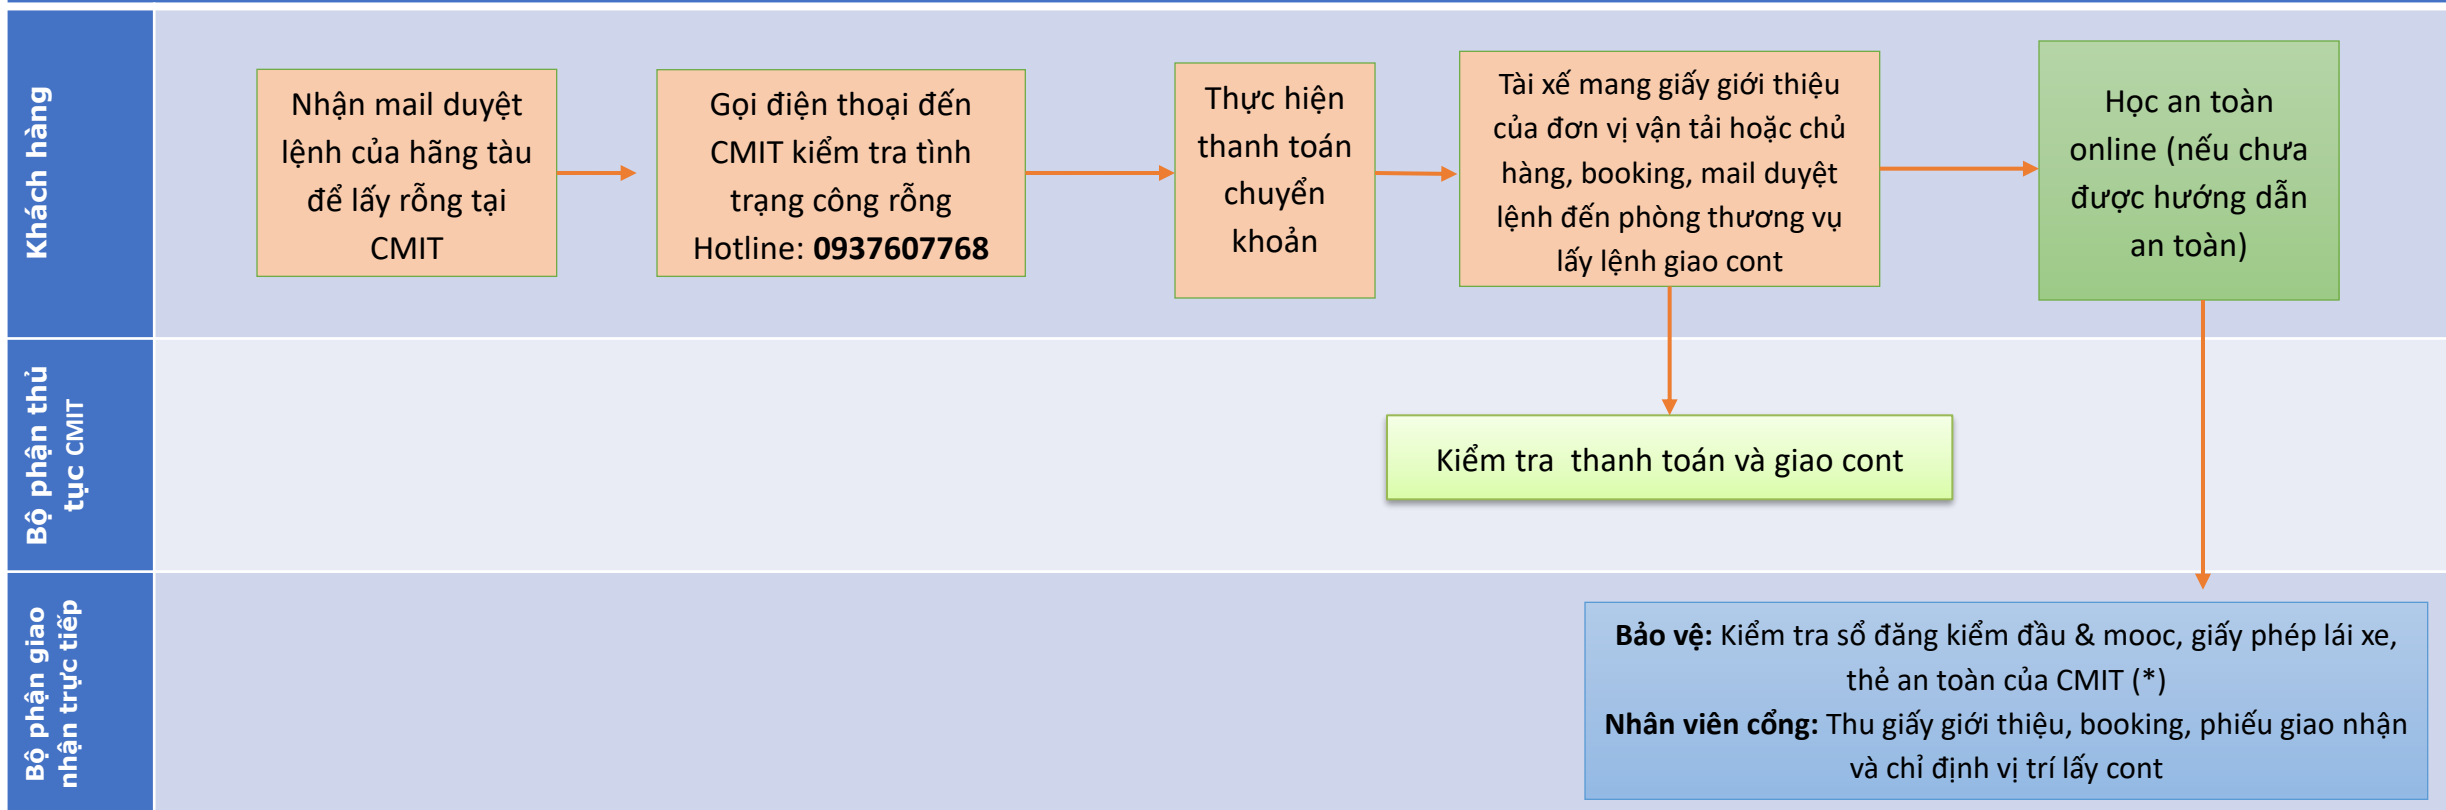 Khách hàng
Nhận mail duyệt
lệnh của hãng tàu
để lấy rỗng tại
CMIT
Gọi điện thoại đến
CMIT kiểm tra tình
trạng công rỗng
Hotline: 0937607768
Thực hiện
thanh toán
chuyển
khoản
Tài xế mang giấy giới thiệu
của đơn vị vận tải hoặc chủ
hàng, booking, mail duyệt
lệnh đến phòng thương vụ
lấy lệnh giao cont
Học an toàn
online (nếu chưa
được hướng dẫn
an toàn)
Bộ phận thủ
tục CMIT
Kiểm tra  thanh toán và giao cont
Bộ phận giao
nhận trực tiếp
Bảo vệ: Kiểm tra sổ đăng kiểm đầu & mooc, giấy phép lái xe,
thẻ an toàn của CMIT (*)
Nhân viên cổng: Thu giấy giới thiệu, booking, phiếu giao nhận
và chỉ định vị trí lấy cont